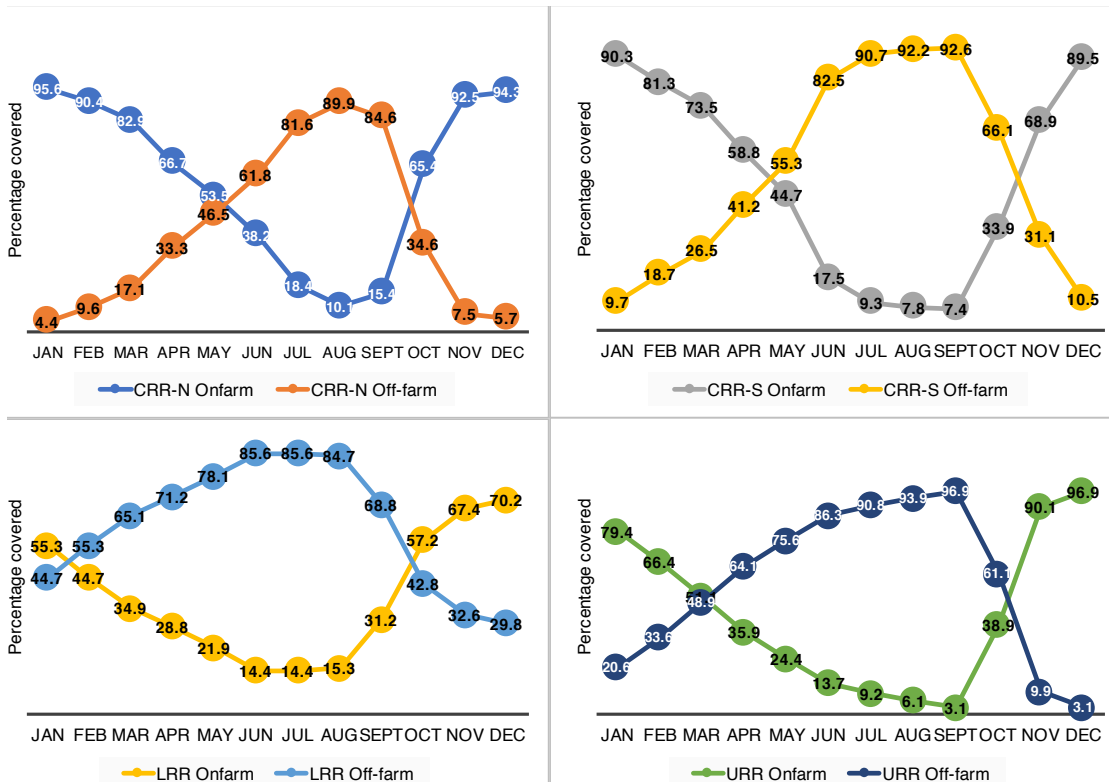 Percentage covered
95.6 90.4 82.9 66.7 53.5 38.2 18.4 10.1 15.4 65.4 92.5 94.3
4.4 9.6 17.1 33.3 46.5 61.8 81.6 89.9 84.6 34.6 7.5 5.7
JAN FEB MAR APR MAY JUN JUL AUG SEPT OCT NOV DEC
CRR-N Onfarm CRR-N Off-farm
Percentage covered
90.3 81.3 73.5 58.8 44.7 17.5 9.3 7.8 7.4 33.9 68.9 89.5
9.7 18.7 26.5 41.2 55.3 82.5 90.7 92.2 92.6 66.1 31.1 10.5
JAN FEB MAR APR MAY JUN JUL AUG SEPT OCT NOV DEC
CRR-S Onfarm CRR-S Off-farm
Percentage covered
55.3 44.7 34.9 28.8 21.9 14.4 14.4 15.3 31.2 57.2 67.4 70.2
44.7 55.3 65.1 71.2 78.1 85.6 85.6 84.7 68.8 42.8 32.6 29.8
JAN FEB MAR APR MAY JUN JUL AUG SEPT OCT NOV DEC
LRR Onfarm LRR Off-farm
Percentage covered
79.4 66.4 35.9 24.4 13.7 9.2 6.1 3.1 38.9 90.1 96.9
20.6 33.6 48.9 64.1 75.6 86.3 90.8 93.9 96.9 61.1 9.9 3.1
JAN FEB MAR APR MAY JUN JUL AUG SEPT OCT NOV DEC
URR Onfarm URR Off-farm